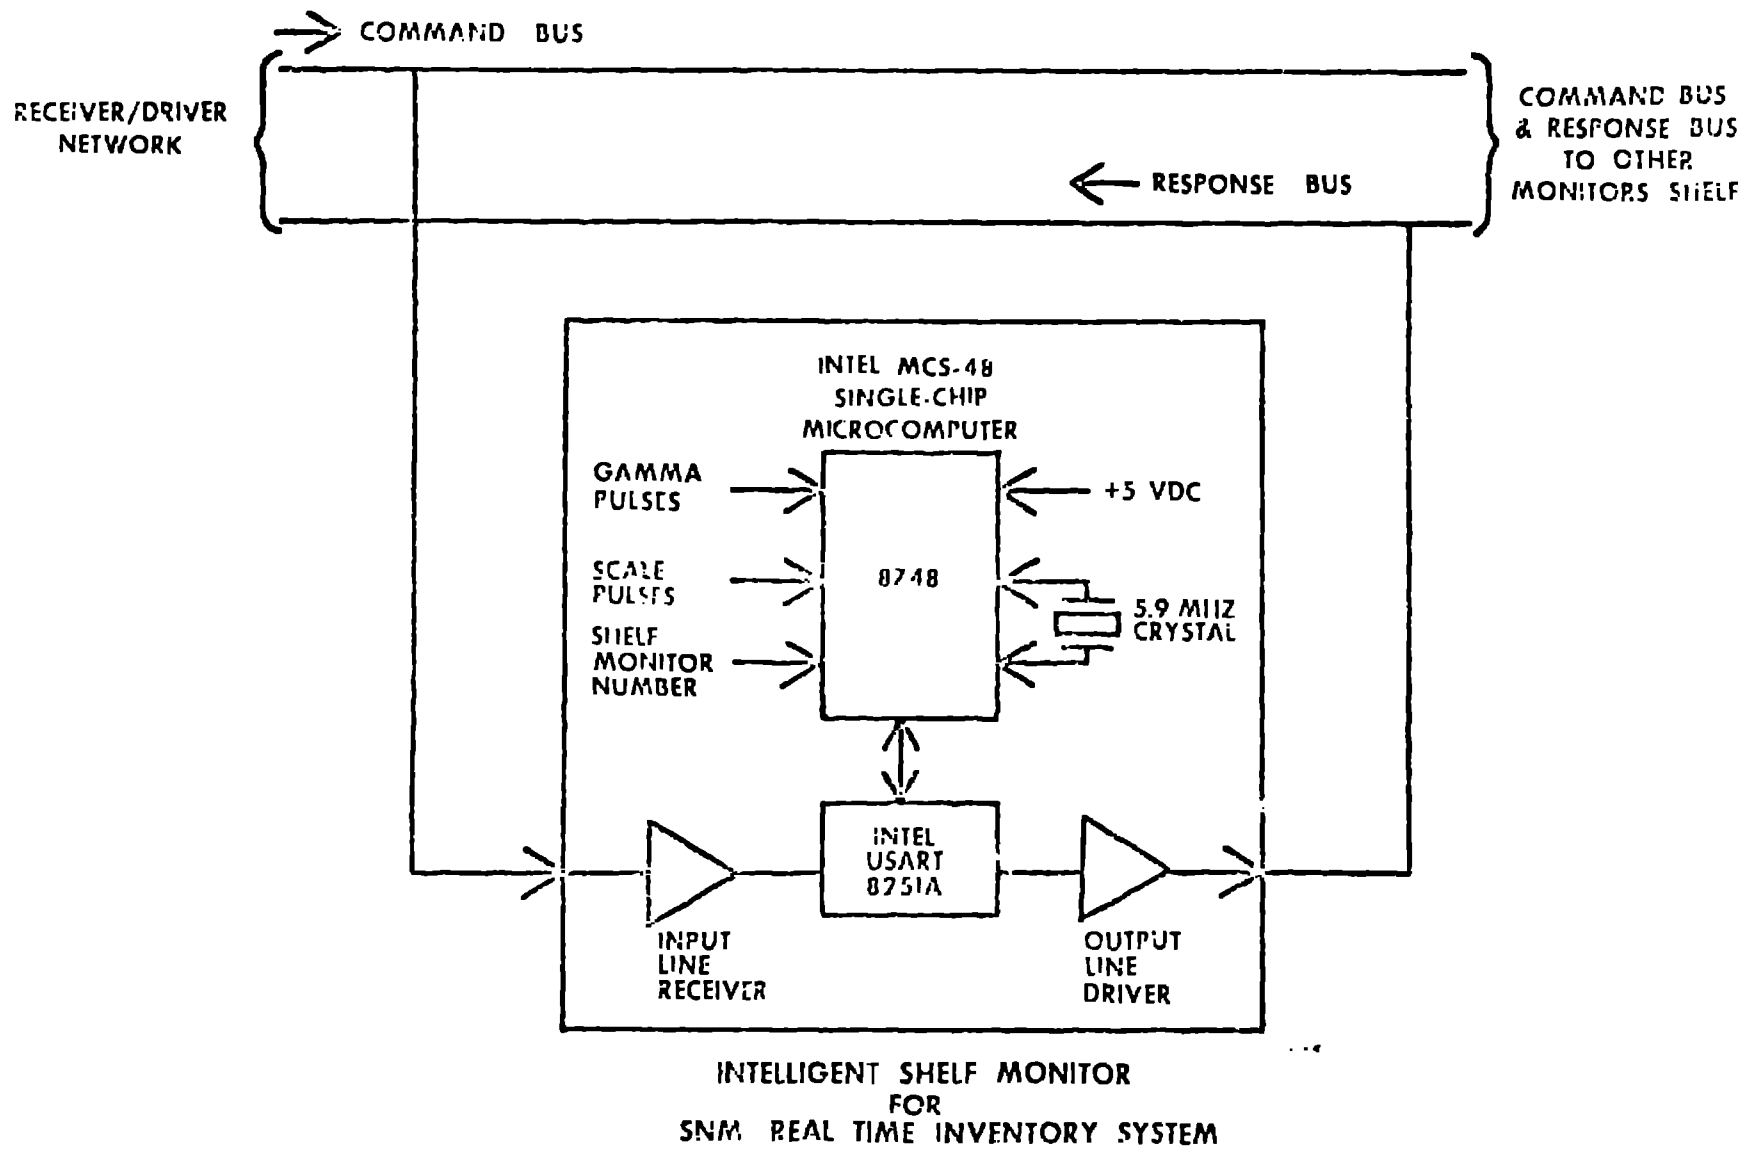 COMMAND BUS
RECEIVER/DRIVER
NETWORK
COMMAND BUS
& RESPONSE BUS
TO OTHER
MONITORS SHELF
RESPONSE BUS
INTEL MCS-48
SINGLE-CHIP
MICROCOMPUTER
GAMMA
PULSES
+5 VDC
SCALE
PULSES
8748
5.9 MHZ
CRYSTAL
SHELF
MONITOR
NUMBER
INTEL
USART
8251A
INPUT
LINE
RECEIVER
OUTPUT
LINE
DRIVER
INTELLIGENT SHELF MONITOR
FOR
SNM REAL TIME INVENTORY SYSTEM